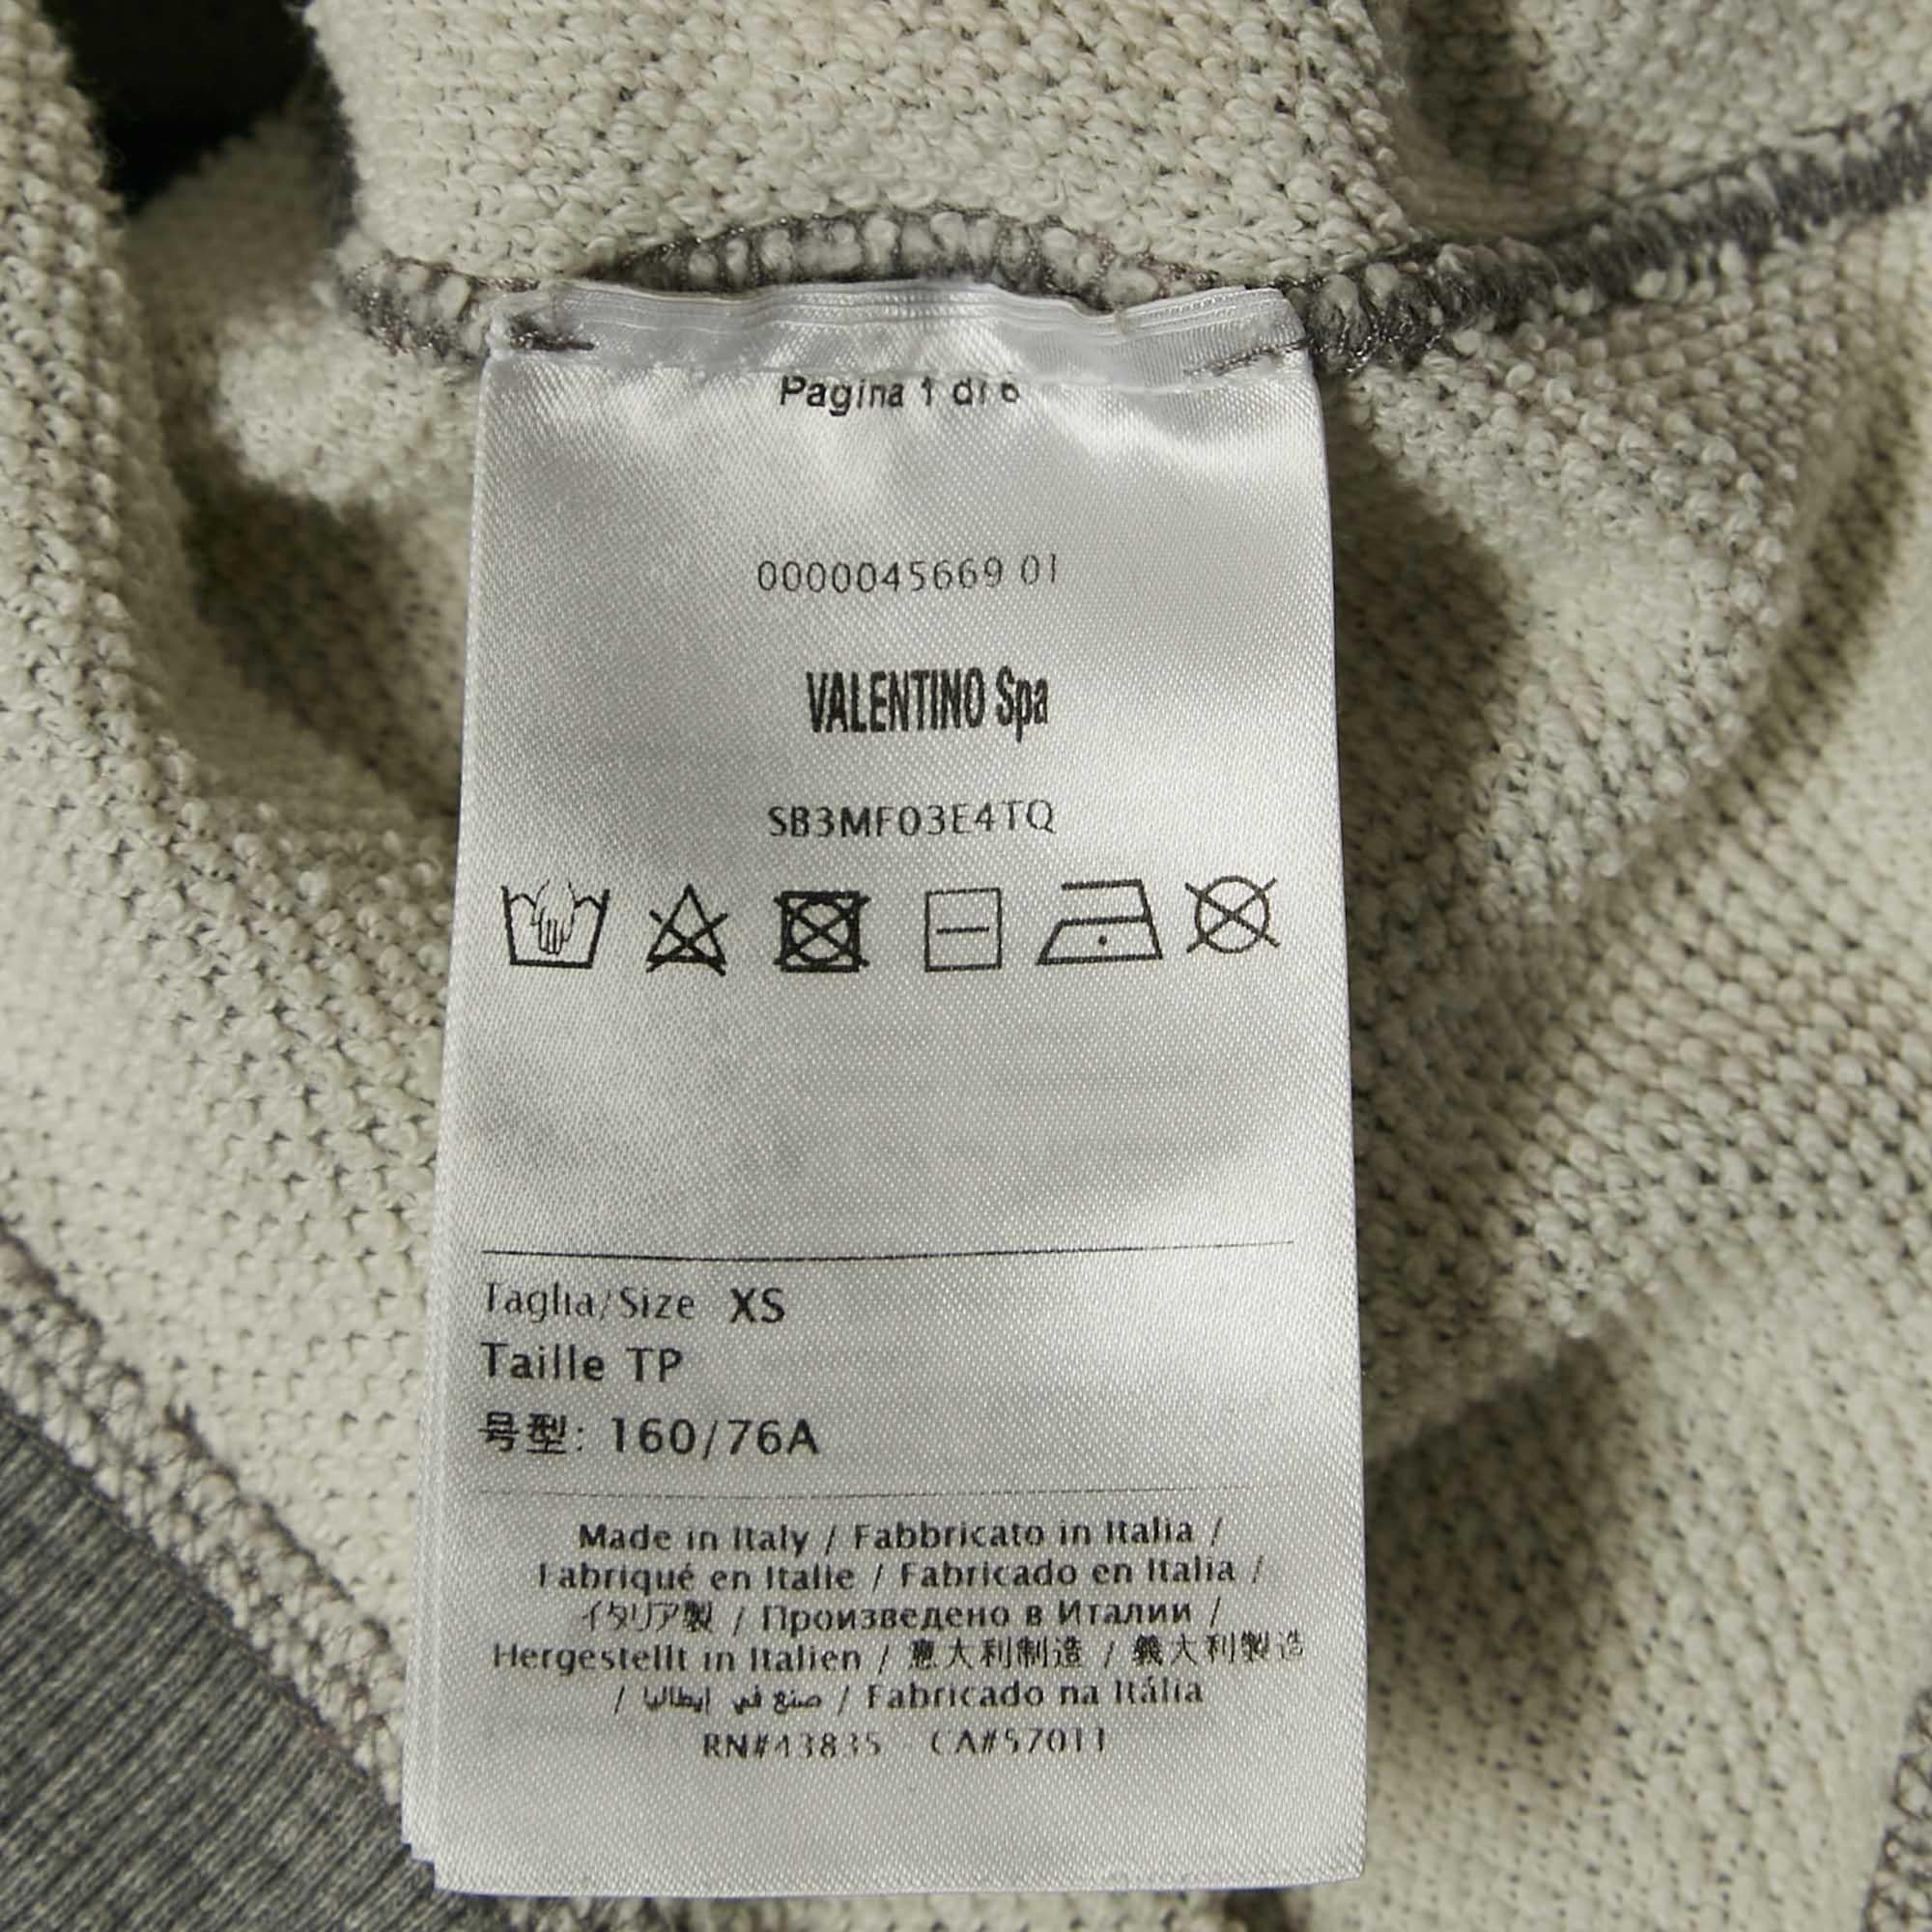 Pagina 1 di 6
0000045669 01
VALENTINO Spa
SB3MF03E4TQ
Taglia/Size XS
Taille TP
号型: 160/76A
Made in Italy / Fabbricato in Italia /
Fabriqué en Italie / Fabricado en Italia /
イタリア製 / Произведено в Италии /
Hergestellt in Italien / 意大利制造 / 義大利製造
/ صنع في إيطاليا / Fabricado na Itália
RN#43835 CA#57011